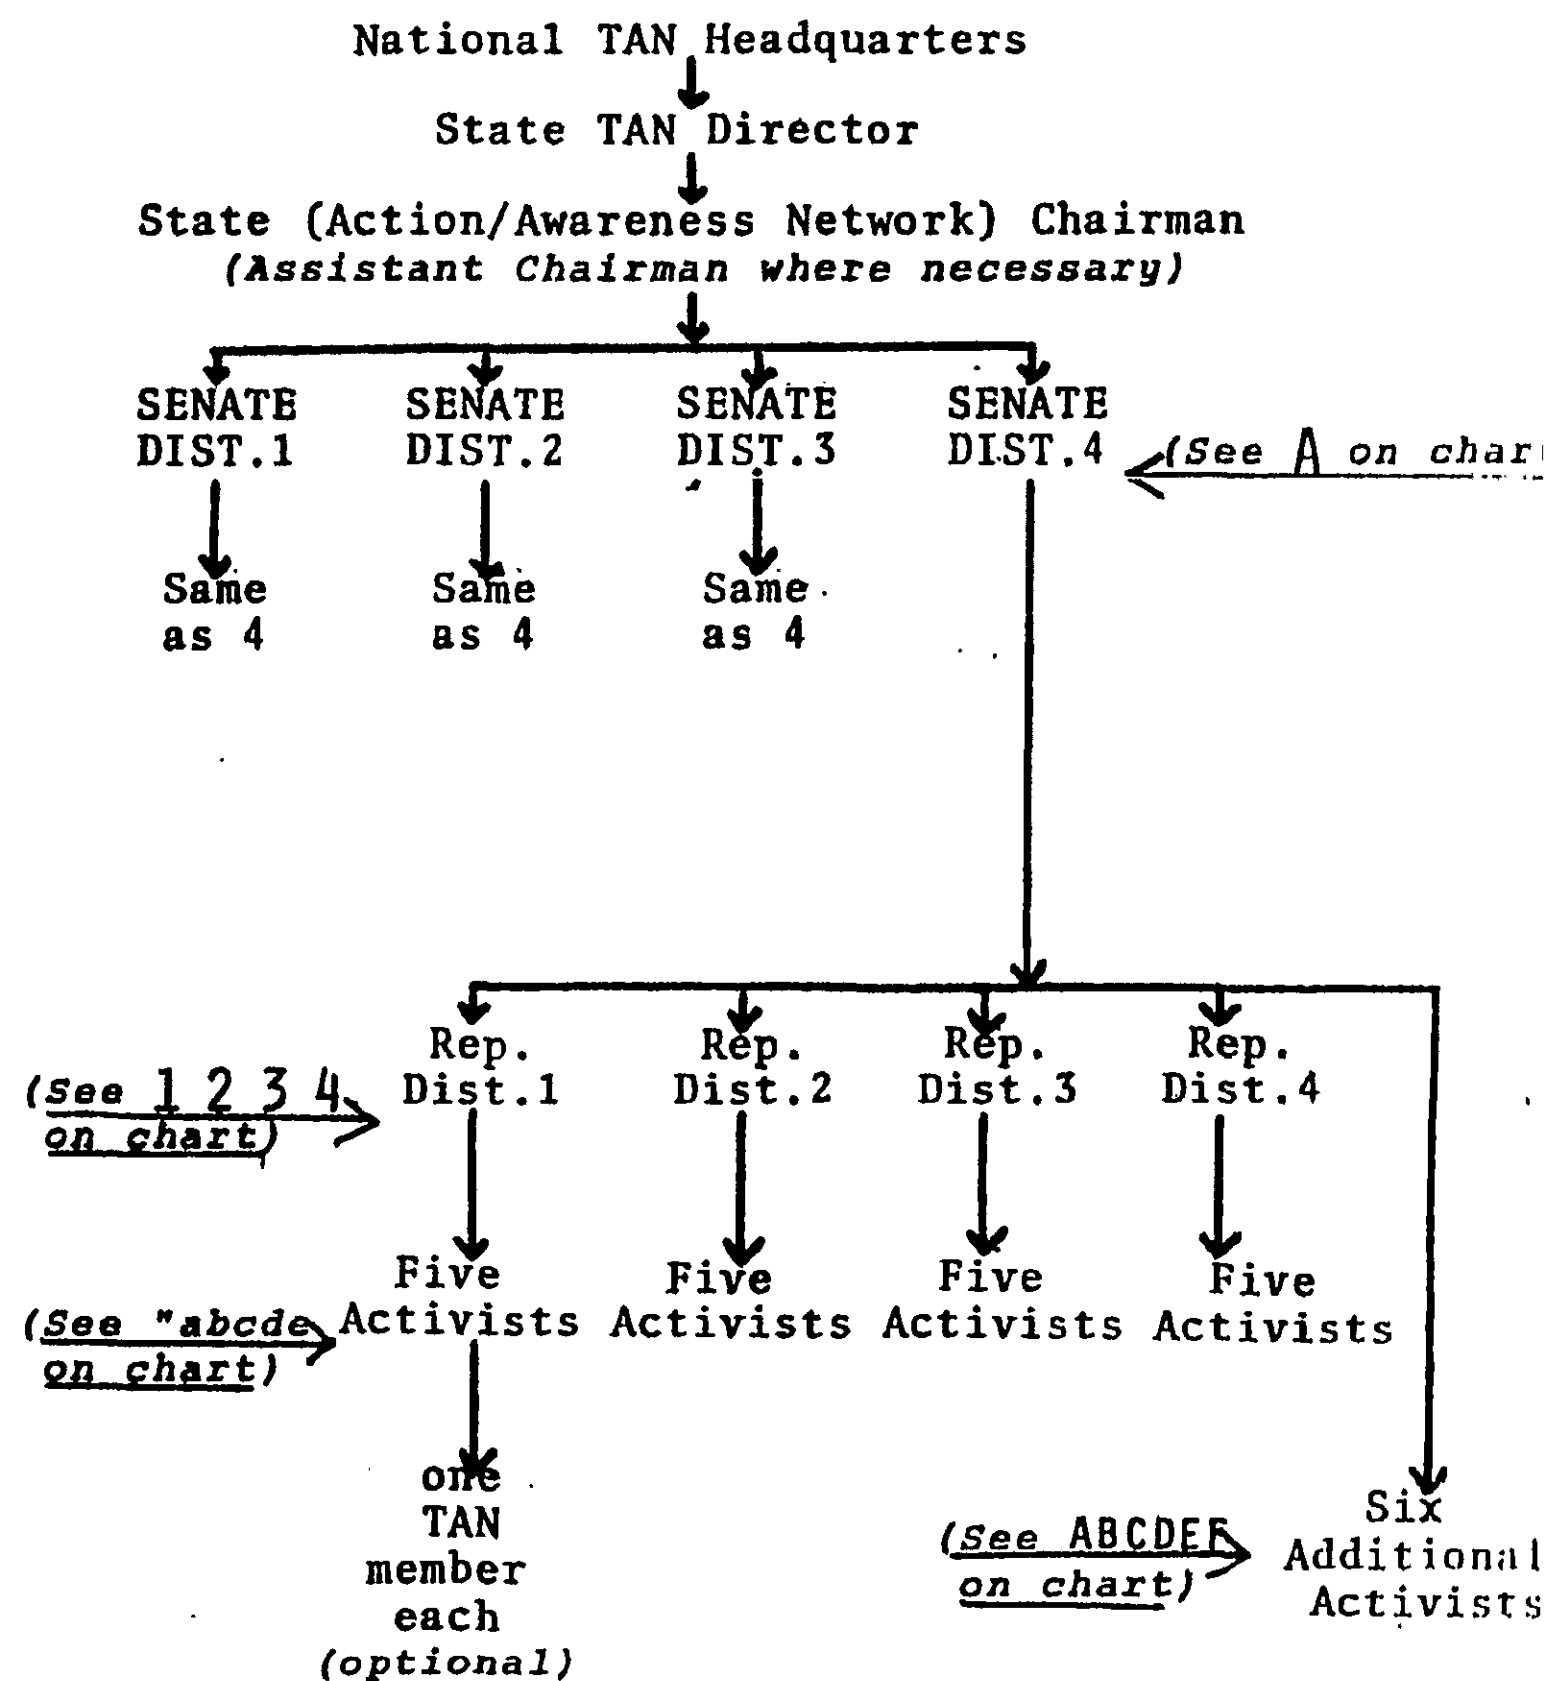 National TAN Headquarters
State TAN Director
State (Action/Awareness Network) Chairman
(Assistant Chairman where necessary)
SENATE SENATE SENATE SENATE
DIST.1 DIST.2 DIST.3 DIST.4
(See A on char
Same Same Same
as 4 as 4 as 4
Rep. Rep. Rep. Rep.
Dist.1 Dist.2 Dist.3 Dist.4
(See 1 2 3 4
on chart)
Five Five Five Five
Activists Activists Activists Activists
(See "abcde
on chart)
one
TAN
member
each
(optional)
(See ABCDEF
on chart)
Six
Additional
Activists